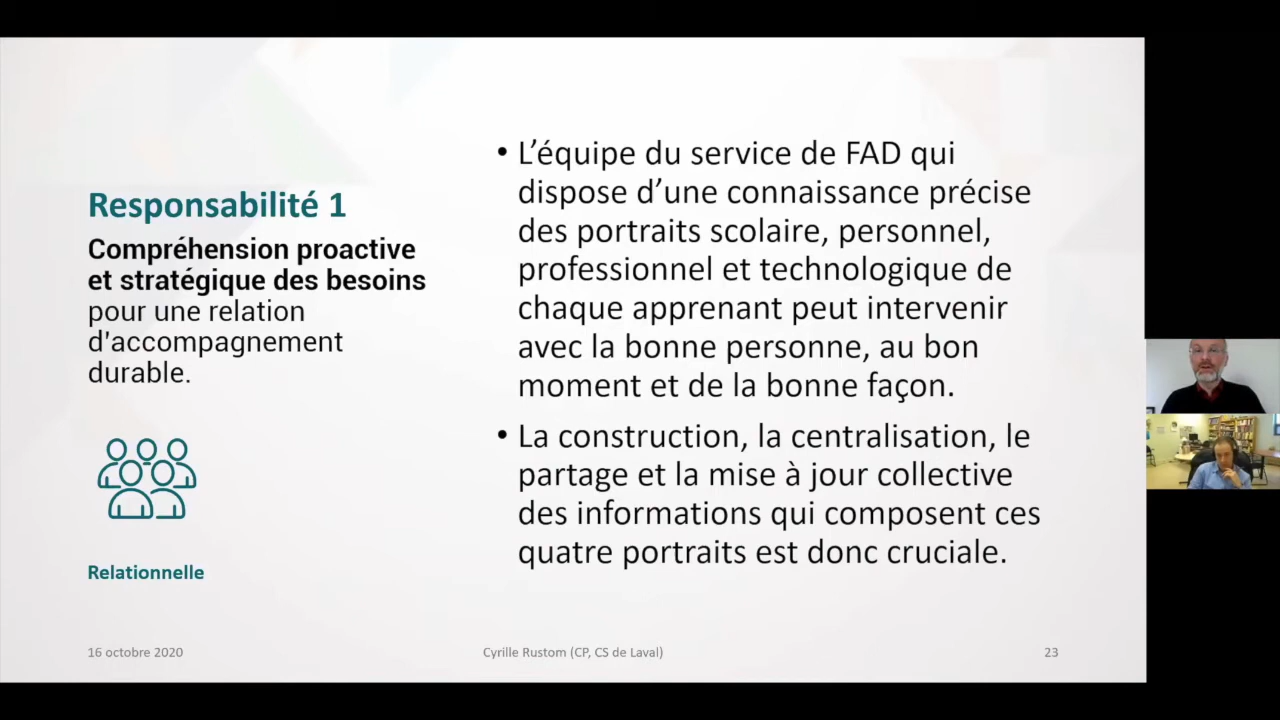 Responsabilité 1
Compréhension proactive
et stratégique des besoins
pour une relation
d'accompagnement
durable.
Relationnelle
• L’équipe du service de FAD qui
dispose d’une connaissance précise
des portraits scolaire, personnel,
professionnel et technologique de
chaque apprenant peut intervenir
avec la bonne personne, au bon
moment et de la bonne façon.
• La construction, la centralisation, le
partage et la mise à jour collective
des informations qui composent ces
quatre portraits est donc cruciale.
16 octobre 2020
Cyrille Rustom (CP, CS de Laval)
23